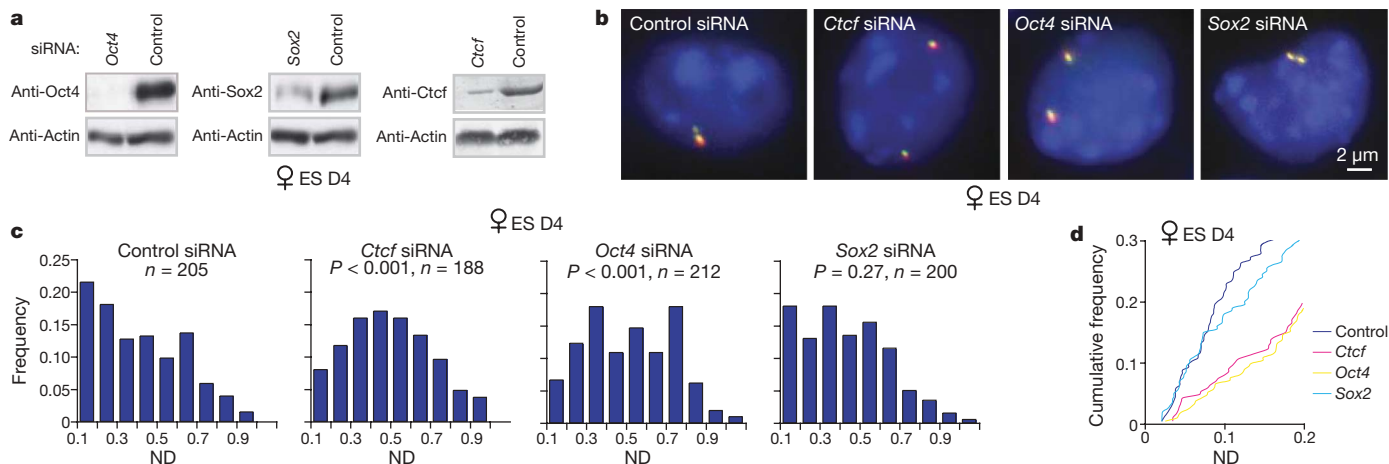 a
siRNA:
Oct4
Control
Sox2
Control
Ctcf
Control
Anti-Oct4
Anti-Sox2
Anti-Ctcf
Anti-Actin
Anti-Actin
Anti-Actin
♀ ES D4
b
Control siRNA
Ctcf siRNA
Oct4 siRNA
Sox2 siRNA
2 µm
♀ ES D4
c
♀ ES D4
Control siRNA
n = 205
Ctcf siRNA
P < 0.001, n = 188
Oct4 siRNA
P < 0.001, n = 212
Sox2 siRNA
P = 0.27, n = 200
Frequency
0.25
0.20
0.15
0.10
0.05
0
0.1 0.3 0.5 0.7 0.9
ND
0.1 0.3 0.5 0.7 0.9
ND
0.1 0.3 0.5 0.7 0.9
ND
0.1 0.3 0.5 0.7 0.9
ND
d
♀ ES D4
Cumulative frequency
0.3
0.2
0.1
0
0 0.1 0.2
ND
Control
Ctcf
Oct4
Sox2